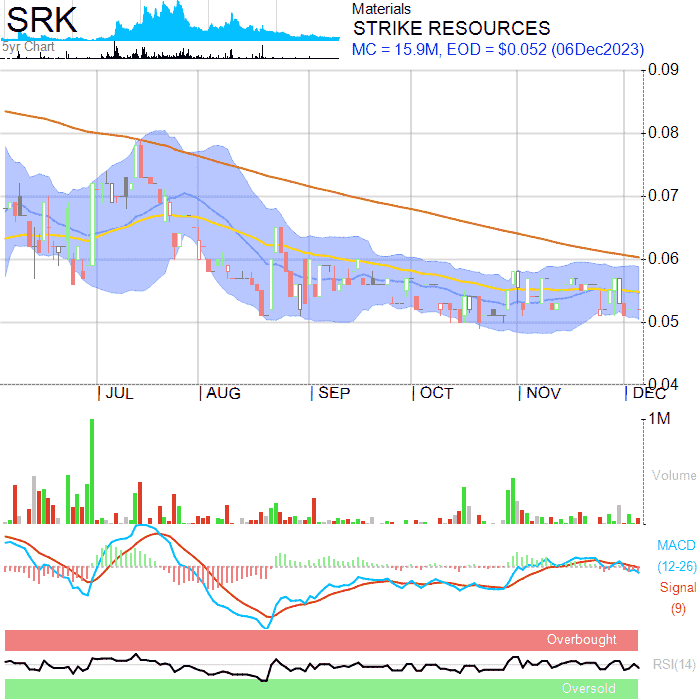 SRK
5yr Chart
Materials
STRIKE RESOURCES
MC = 15.9M, EOD = $0.052 (06Dec2023)
0.09
0.08
0.07
0.06
0.05
0.04
JUL AUG SEP OCT NOV DEC
1M
Volume
MACD
(12-26)
Signal
(9)
Overbought
RSI(14)
Oversold